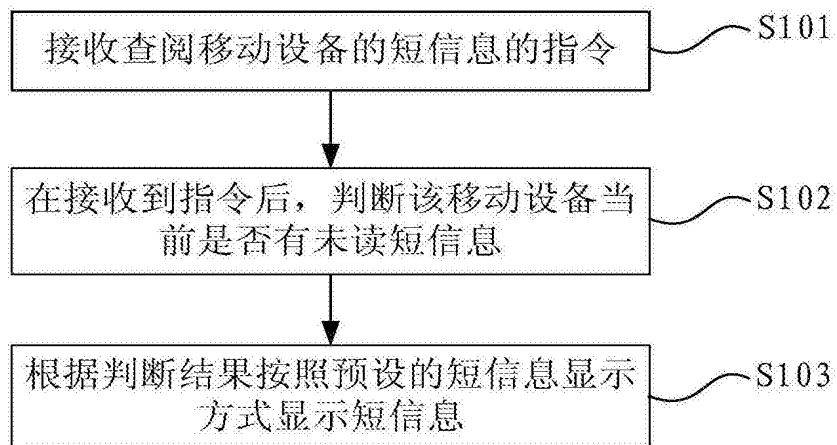 接收查阅移动设备的短信息的指令
S101
在接收到指令后，判断该移动设备当
前是否有未读短信息
S102
根据判断结果按照预设的短信息显示
方式显示短信息
S103